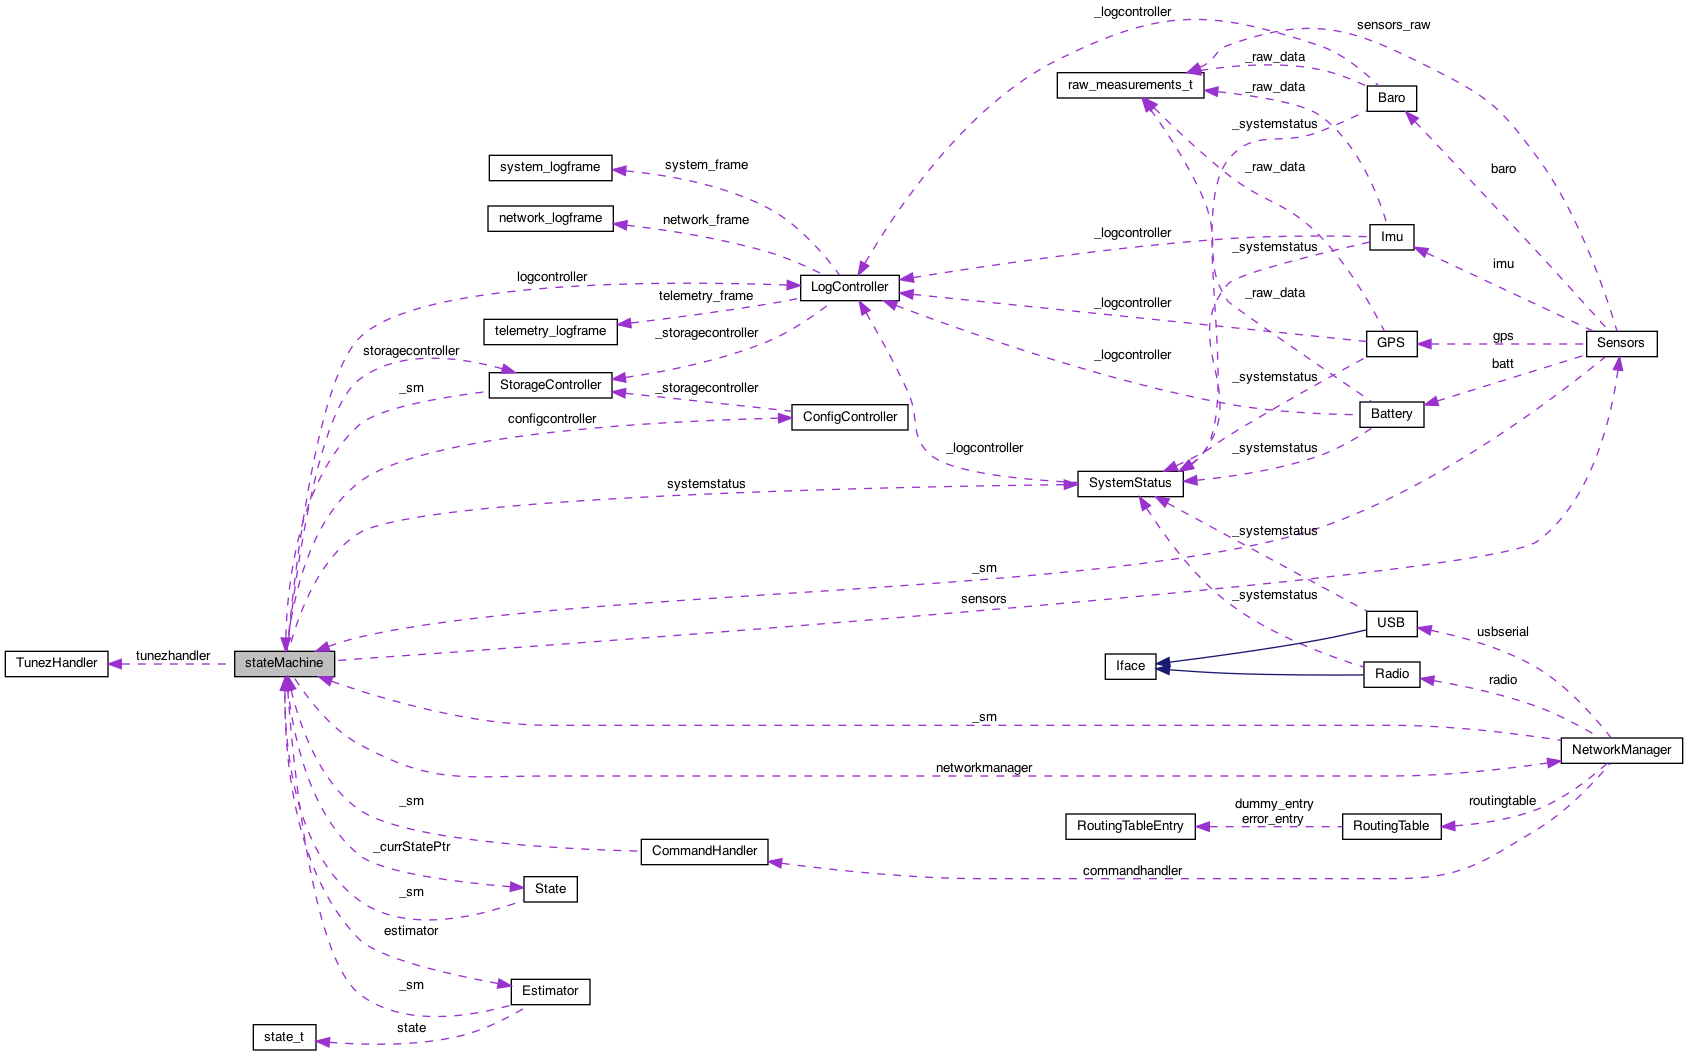 _logcontroller
sensors_raw
_raw_data
raw_measurements_t
_raw_data
Baro
_systemstatus
system_logframe
system_frame
_raw_data
baro
network_logframe
network_frame
_logcontroller
Imu
_systemstatus
imu
logcontroller
LogController
telemetry_frame
_raw_data
_logcontroller
telemetry_logframe
_storagecontroller
GPS
gps
Sensors
storagecontroller
_logcontroller
batt
_systemstatus
StorageController
_sm
_storagecontroller
configcontroller
ConfigController
Battery
_logcontroller
_systemstatus
systemstatus
SystemStatus
_systemstatus
_sm
sensors
_systemstatus
USB
usbserial
TunezHandler
tunezhandler
stateMachine
Iface
Radio
radio
_sm
NetworkManager
networkmanager
_sm
dummy_entry
error_entry
routingtable
RoutingTableEntry
RoutingTable
_currStatePtr
CommandHandler
commandhandler
_sm
State
estimator
_sm
Estimator
state
state_t